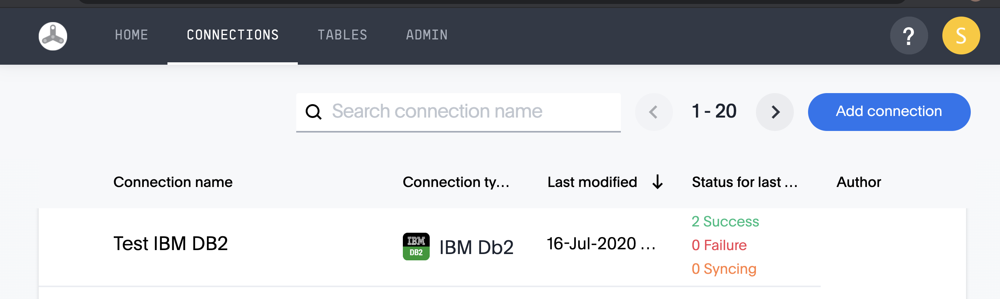 HOME CONNECTIONS TABLES ADMIN ? S
Search connection name 1 - 20 Add connection
Connection name Connection ty... Last modified Status for last ... Author
2 Success
Test IBM DB2 IBM DB2 IBM Db2 16-Jul-2020 ...
0 Failure
0 Syncing